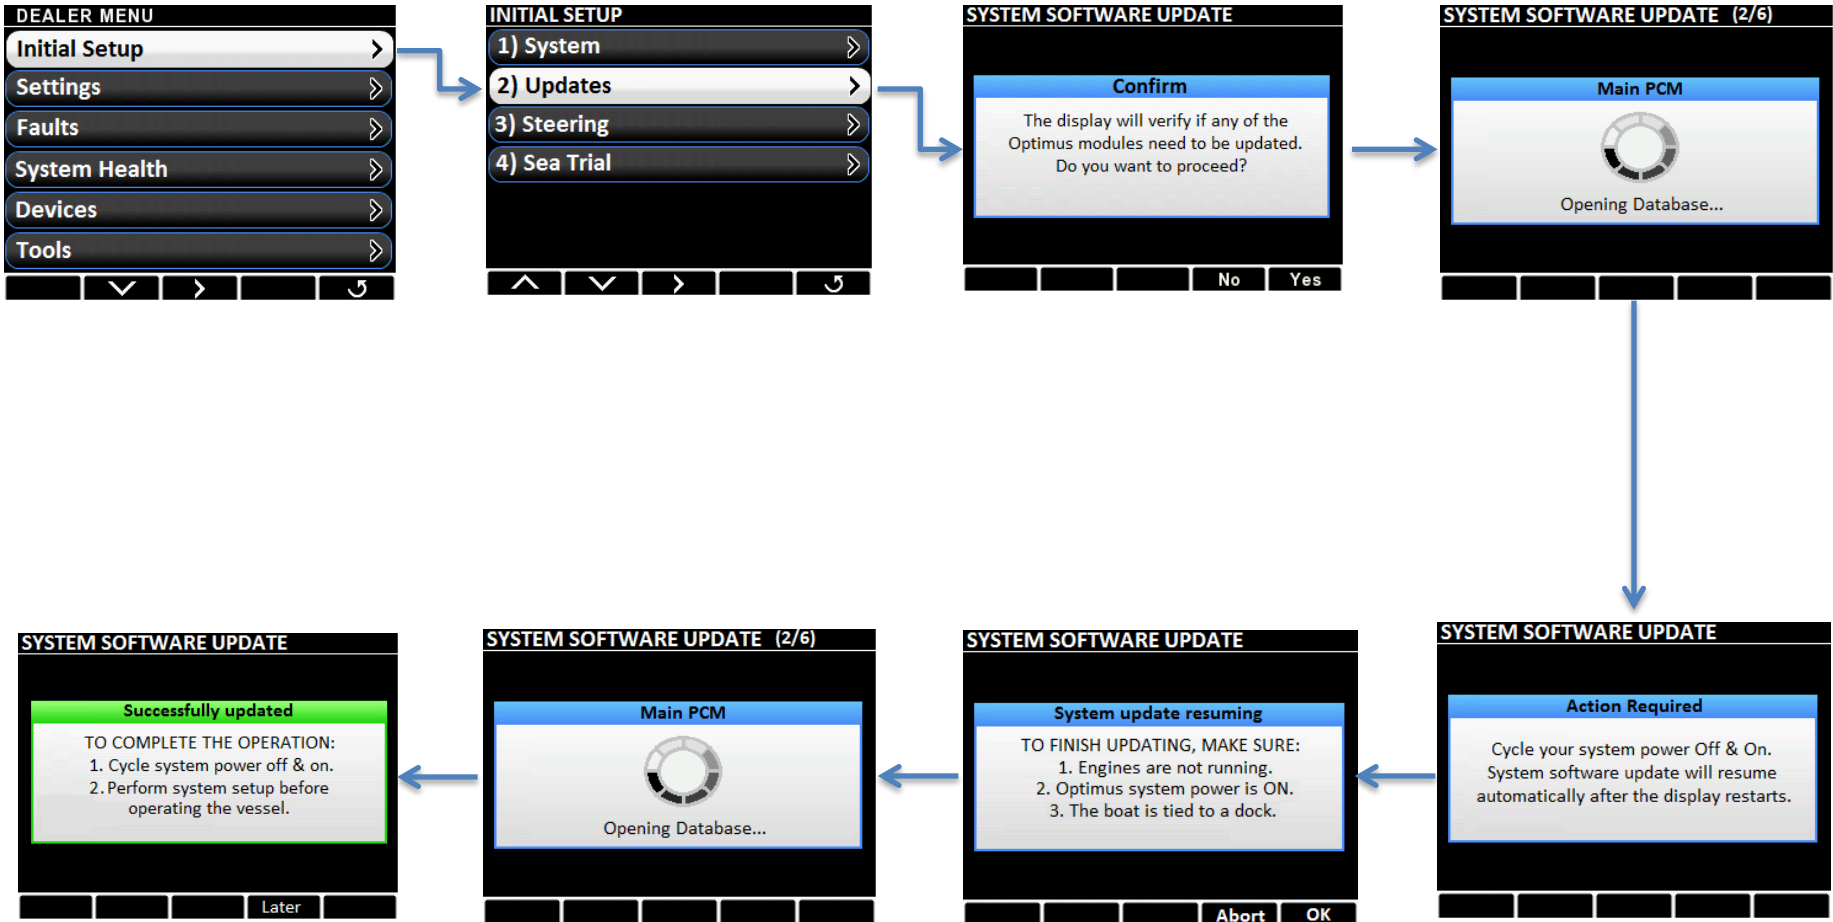 DEALER MENU
Initial Setup
Settings
Faults
System Health
Devices
Tools
INITIAL SETUP
1) System
2) Updates
3) Steering
4) Sea Trial
SYSTEM SOFTWARE UPDATE
Confirm
The display will verify if any of the
Optimus modules need to be updated.
Do you want to proceed?
No Yes
SYSTEM SOFTWARE UPDATE (2/6)
Main PCM
Opening Database...
SYSTEM SOFTWARE UPDATE
Action Required
Cycle your system power Off & On.
System software update will resume
automatically after the display restarts.
SYSTEM SOFTWARE UPDATE
System update resuming
TO FINISH UPDATING, MAKE SURE:
1. Engines are not running.
2. Optimus system power is ON.
3. The boat is tied to a dock.
Abort OK
SYSTEM SOFTWARE UPDATE (2/6)
Main PCM
Opening Database...
SYSTEM SOFTWARE UPDATE
Successfully updated
TO COMPLETE THE OPERATION:
1. Cycle system power off & on.
2. Perform system setup before
operating the vessel.
Later